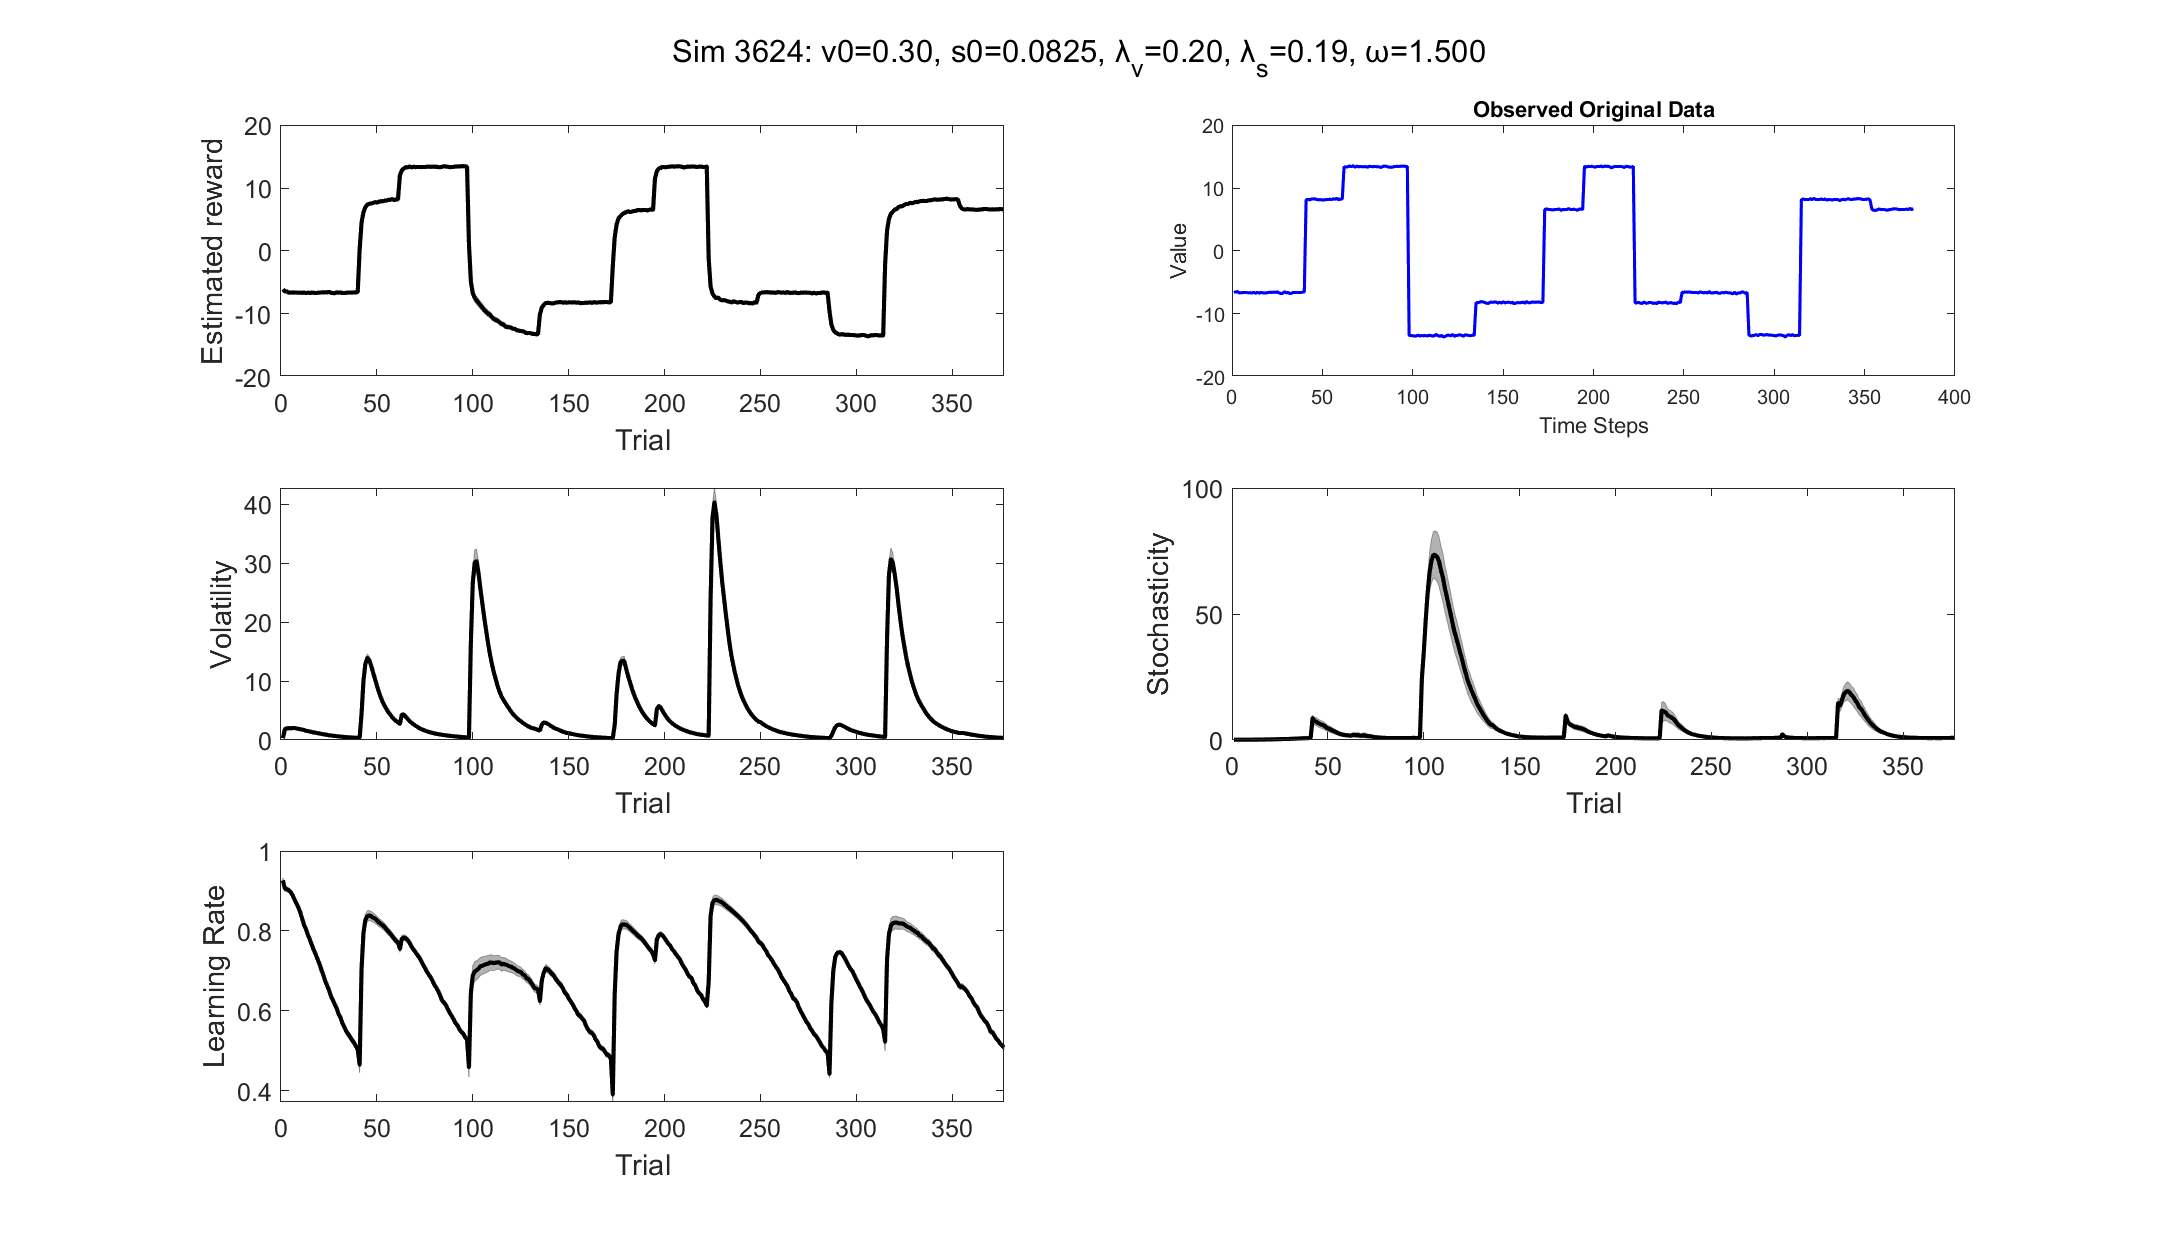 Sim 3624: v0=0.30, s0=0.0825, λ_v=0.20, λ_s=0.19, ω=1.500
Estimated reward
20
10
0
-10
-20
0 50 100 150 200 250 300 350
Trial
Observed Original Data
Value
20
10
0
-10
-20
0 50 100 150 200 250 300 350 400
Time Steps
Volatility
40
30
20
10
0
0 50 100 150 200 250 300 350
Trial
Stochasticity
100
50
0
0 50 100 150 200 250 300 350
Trial
Learning Rate
1
0.8
0.6
0.4
0 50 100 150 200 250 300 350
Trial